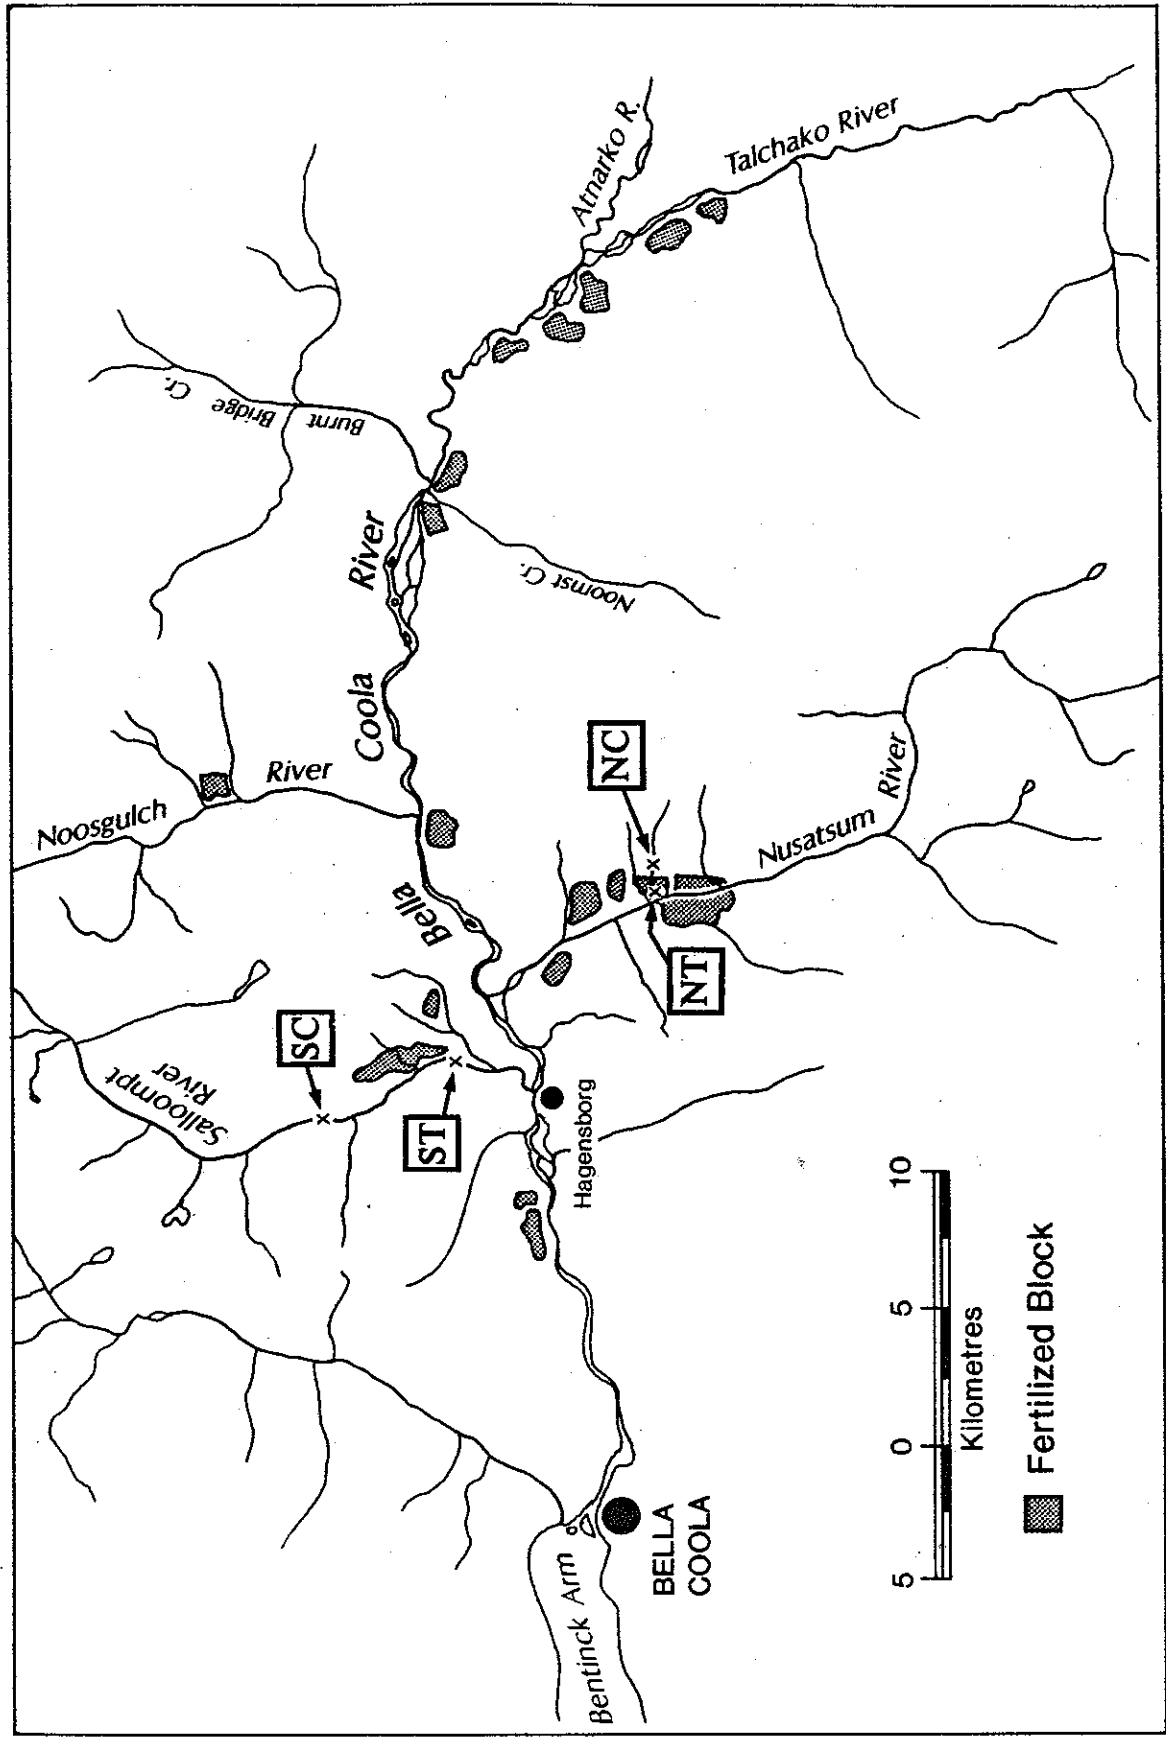 Atnarko R.
Talchako River
Burnt Bridge Cr.
River
Coola
Bella
Noomst Cr.
Noosgulch
River
NC
NT
Nusatsum River
SC
ST
Salloompt
River
Hagensborg
BELLA
COOLA
Bentinck Arm
5 0 5 10
Kilometres
Fertilized Block